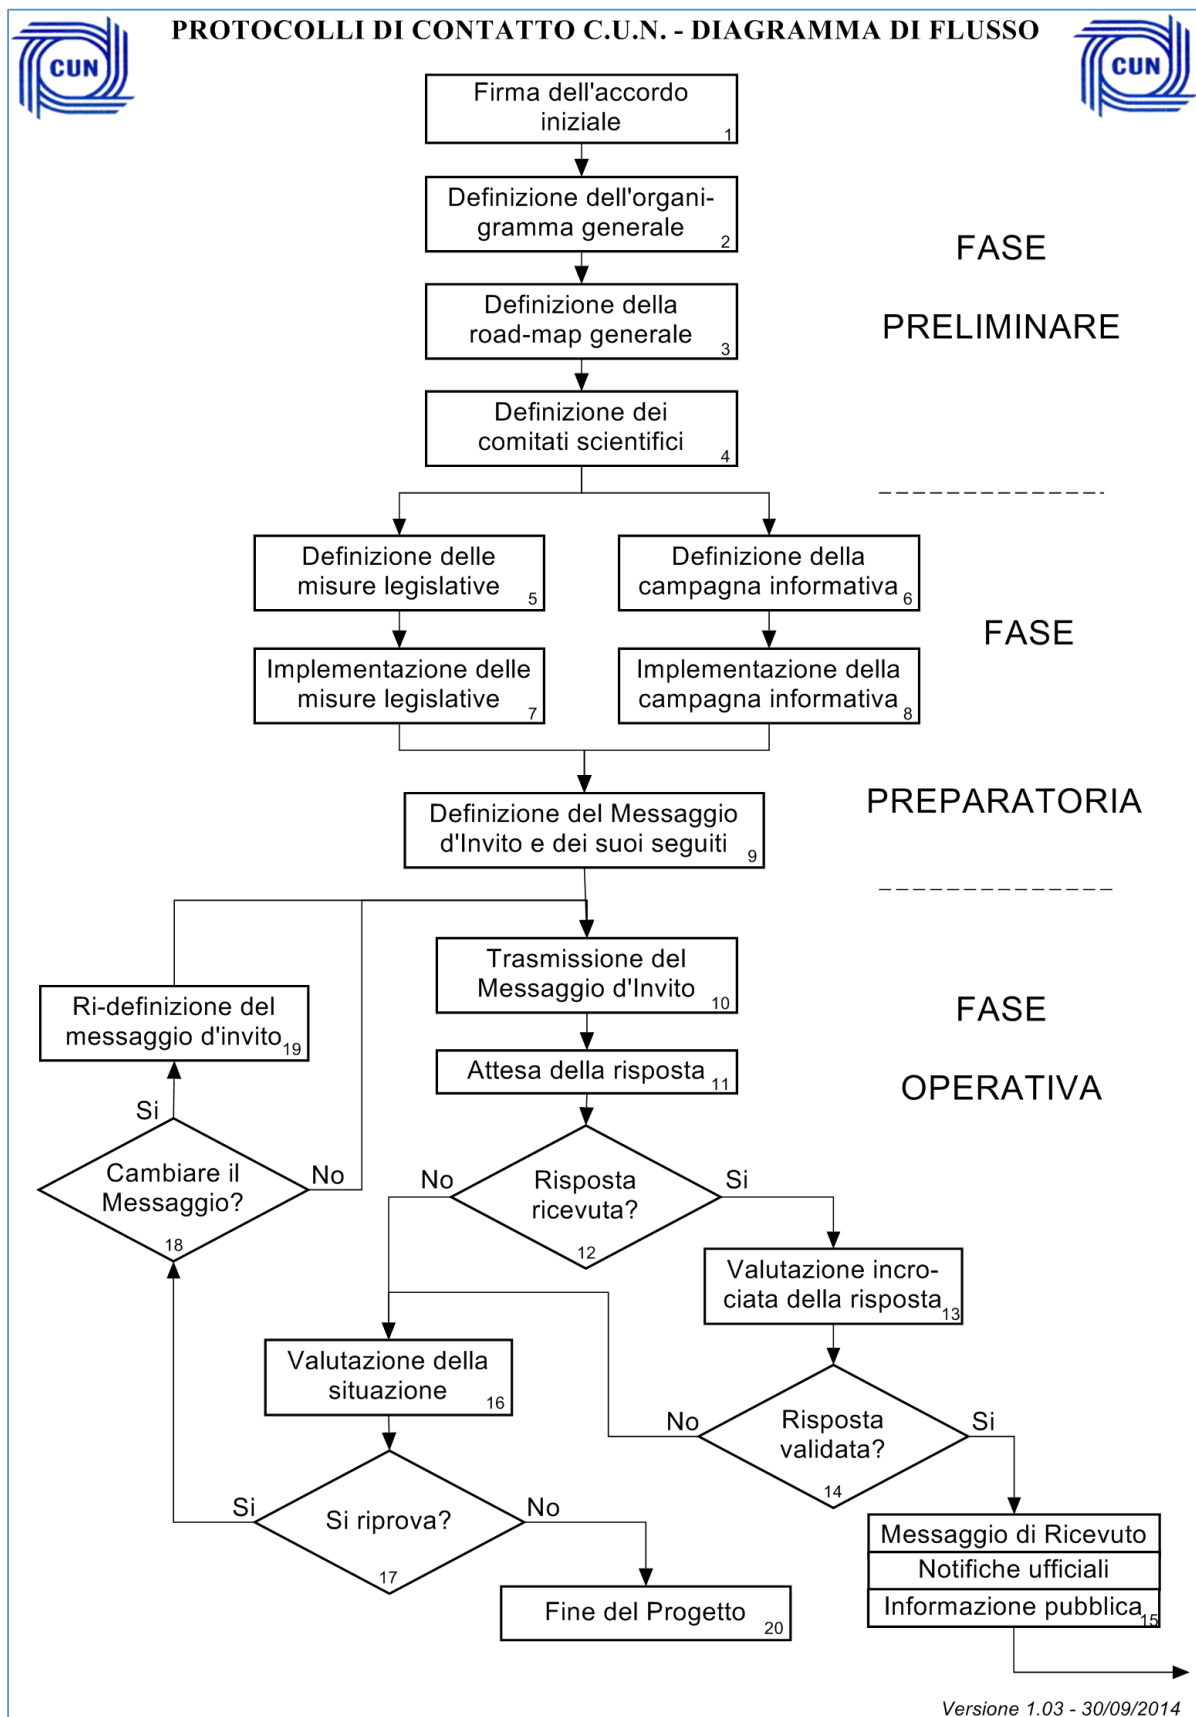 PROTOCOLLI DI CONTATTO C.U.N. - DIAGRAMMA DI FLUSSO
CUN
CUN
Firma dell'accordo
iniziale
1
Definizione dell'organi-
gramma generale
2
FASE
PRELIMINARE
Definizione della
road-map generale
3
Definizione dei
comitati scientifici
4
Definizione delle
misure legislative
5
Definizione della
campagna informativa
6
FASE
Implementazione delle
misure legislative
7
Implementazione della
campagna informativa
8
PREPARATORIA
Definizione del Messaggio
d'Invito e dei suoi seguiti
9
Trasmissione del
Messaggio d'Invito
10
FASE
OPERATIVA
Ri-definizione del
messaggio d'invito
19
Attesa della risposta
11
Si
Cambiare il
Messaggio?
18
No
No
Risposta
ricevuta?
12
Si
Valutazione incro-
ciata della risposta
13
Valutazione della
situazione
16
No
Risposta
validata?
14
Si
Si
Si riprova?
17
No
Messaggio di Ricevuto
Notifiche ufficiali
Informazione pubblica
15
Fine del Progetto
20
Versione 1.03 - 30/09/2014